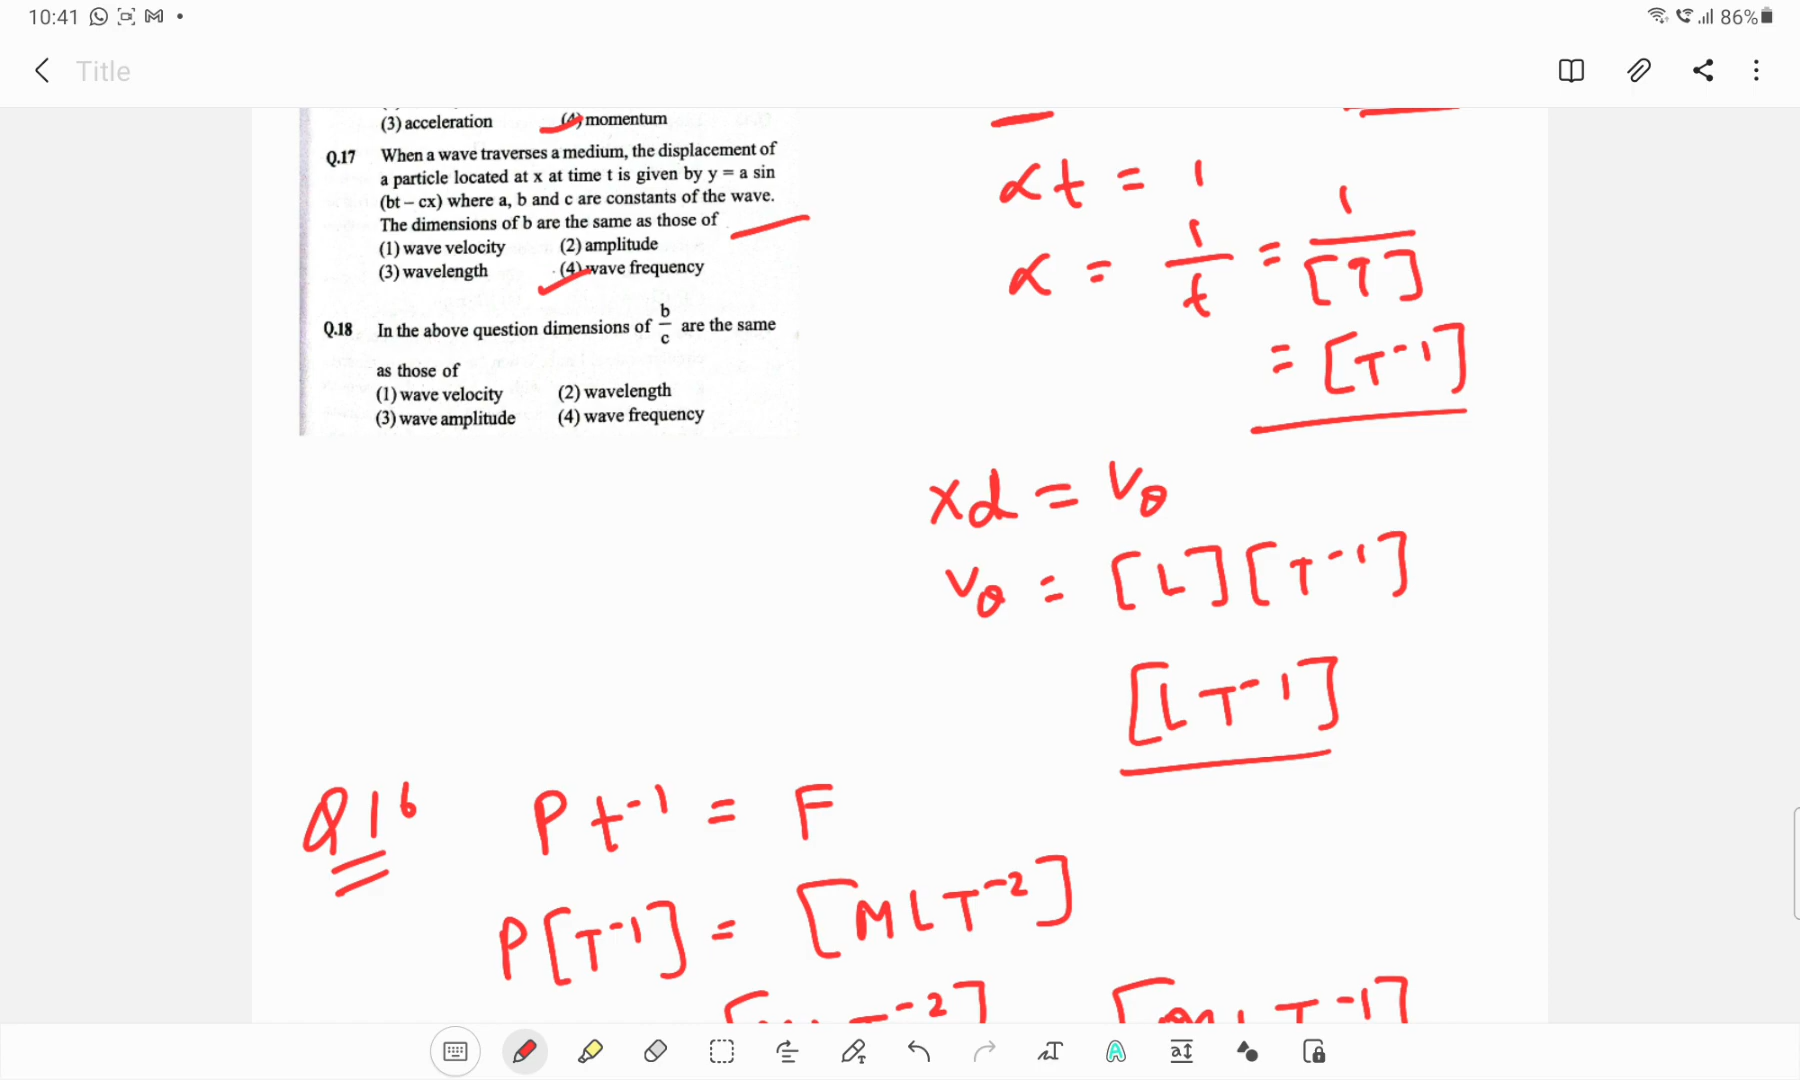 10:41
86%
Title
(3) acceleration (4) momentum
Q.17 When a wave traverses a medium, the displacement of
a particle located at x at time t is given by y = a sin
(bt – cx) where a, b and c are constants of the wave.
The dimensions of b are the same as those of
(1) wave velocity (2) amplitude
(3) wavelength (4) wave frequency
Q.18 In the above question dimensions of b/c are the same
as those of
(1) wave velocity (2) wavelength
(3) wave amplitude (4) wave frequency
αt = 1
α = 1/t = 1/[T]
= [T⁻¹]
xα = v₀
v₀ = [L][T⁻¹]
[LT⁻¹]
Q16 Pt⁻¹ = F
P[T⁻¹] = [MLT⁻²]